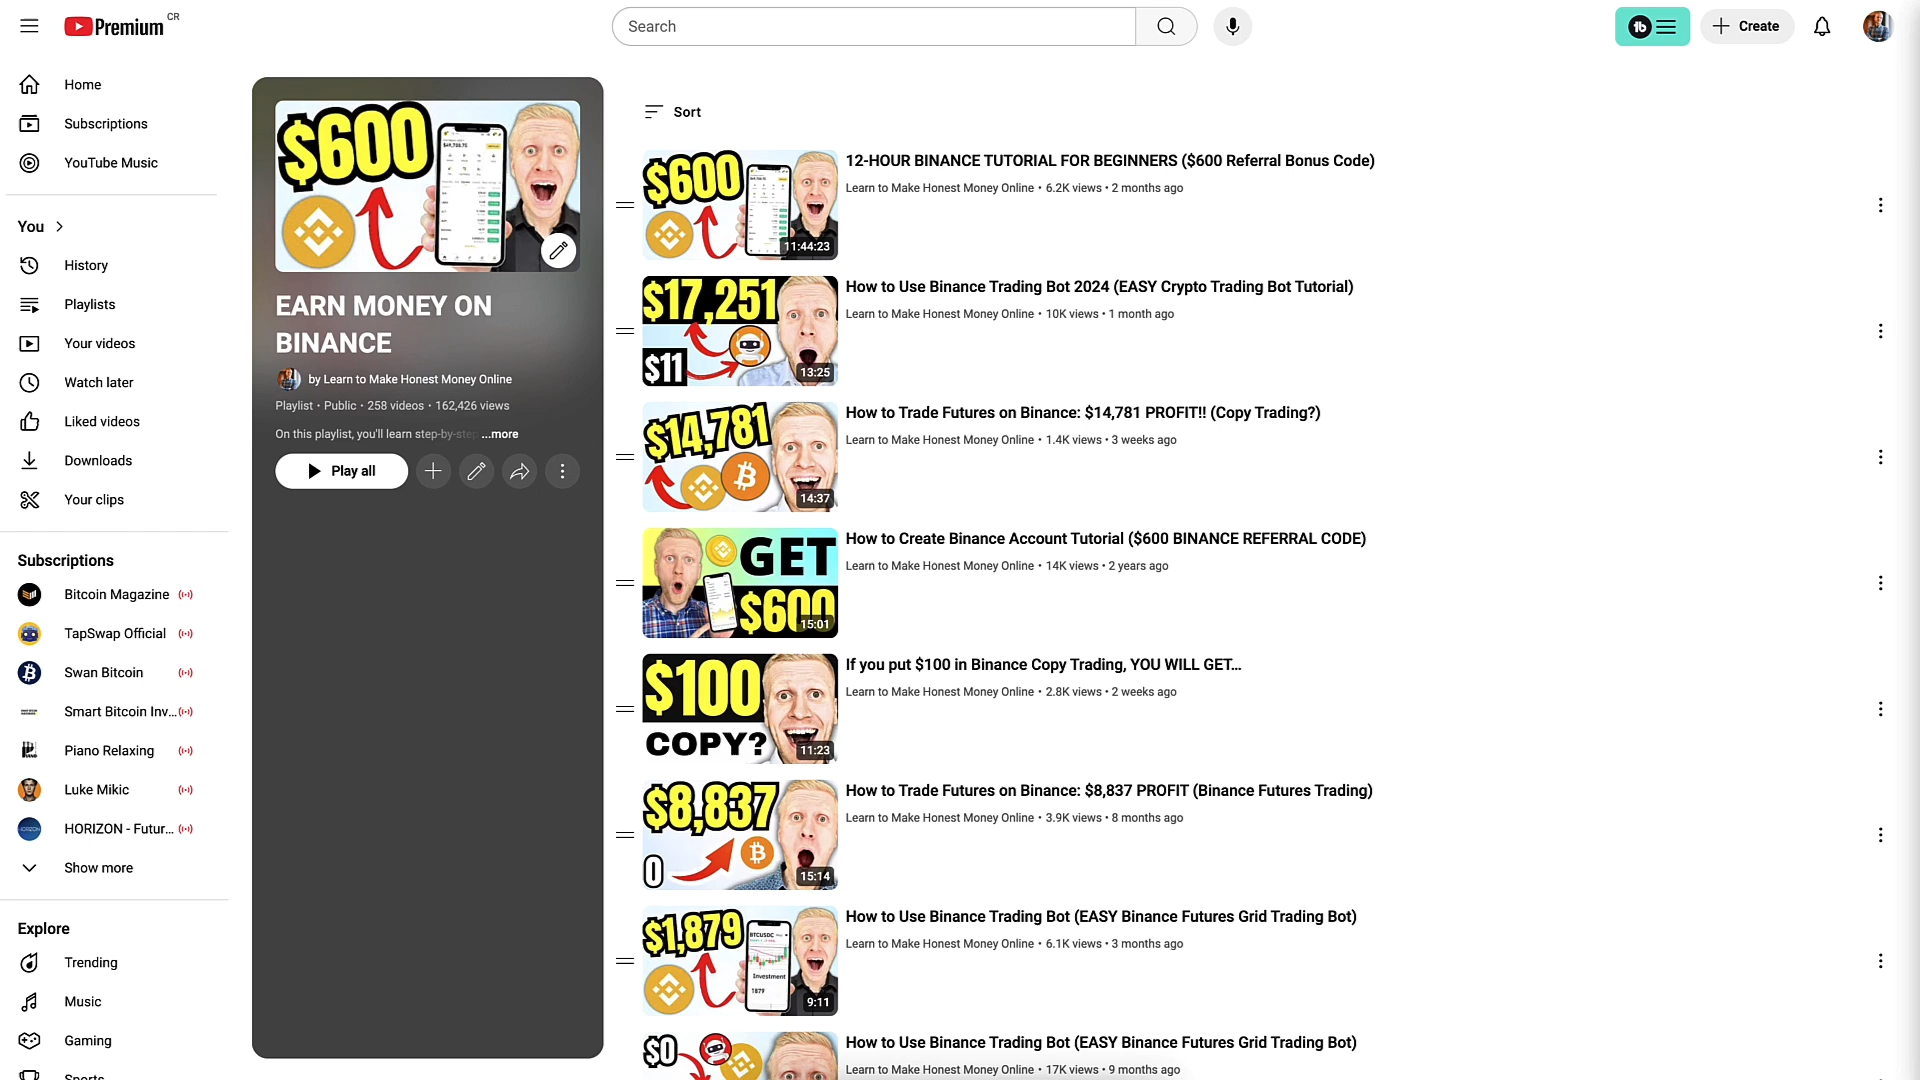 Premium CR
Search
Create
Home
Subscriptions
YouTube Music
You
History
Playlists
Your videos
Watch later
Liked videos
Downloads
Your clips
Subscriptions
Bitcoin Magazine
TapSwap Official
Swan Bitcoin
Smart Bitcoin Inv...
Piano Relaxing
Luke Mikic
HORIZON - Futur...
Show more
Explore
Trending
Music
Gaming
Sports
$600
EARN MONEY ON
BINANCE
by Learn to Make Honest Money Online
Playlist • Public • 258 videos • 162,426 views
On this playlist, you'll learn step-by-step ...more
Play all
Sort
$600
11:44:23
12-HOUR BINANCE TUTORIAL FOR BEGINNERS ($600 Referral Bonus Code)
Learn to Make Honest Money Online • 6.2K views • 2 months ago
$17,251
$11
13:25
How to Use Binance Trading Bot 2024 (EASY Crypto Trading Bot Tutorial)
Learn to Make Honest Money Online • 10K views • 1 month ago
$14,781
14:37
How to Trade Futures on Binance: $14,781 PROFIT!! (Copy Trading?)
Learn to Make Honest Money Online • 1.4K views • 3 weeks ago
GET
$600
15:01
How to Create Binance Account Tutorial ($600 BINANCE REFERRAL CODE)
Learn to Make Honest Money Online • 14K views • 2 years ago
$100
COPY?
11:23
If you put $100 in Binance Copy Trading, YOU WILL GET...
Learn to Make Honest Money Online • 2.8K views • 2 weeks ago
$8,837
0
15:14
How to Trade Futures on Binance: $8,837 PROFIT (Binance Futures Trading)
Learn to Make Honest Money Online • 3.9K views • 8 months ago
$1,879
BTCUSDC
Investment
1879
9:11
How to Use Binance Trading Bot (EASY Binance Futures Grid Trading Bot)
Learn to Make Honest Money Online • 6.1K views • 3 months ago
$0
How to Use Binance Trading Bot (EASY Binance Futures Grid Trading Bot)
Learn to Make Honest Money Online • 17K views • 9 months ago